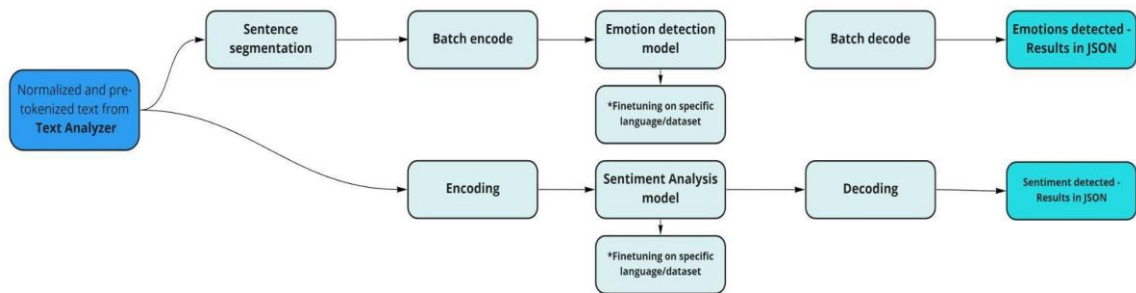 Sentence
segmentation
Batch encode
Emotion detection
model
Batch decode
Emotions detected -
Results in JSON
Normalized and pre-
tokenized text from
Text Analyzer
*Finetuning on specific
language/dataset
Encoding
Sentiment Analysis
model
Decoding
Sentiment detected -
Results in JSON
*Finetuning on specific
language/dataset